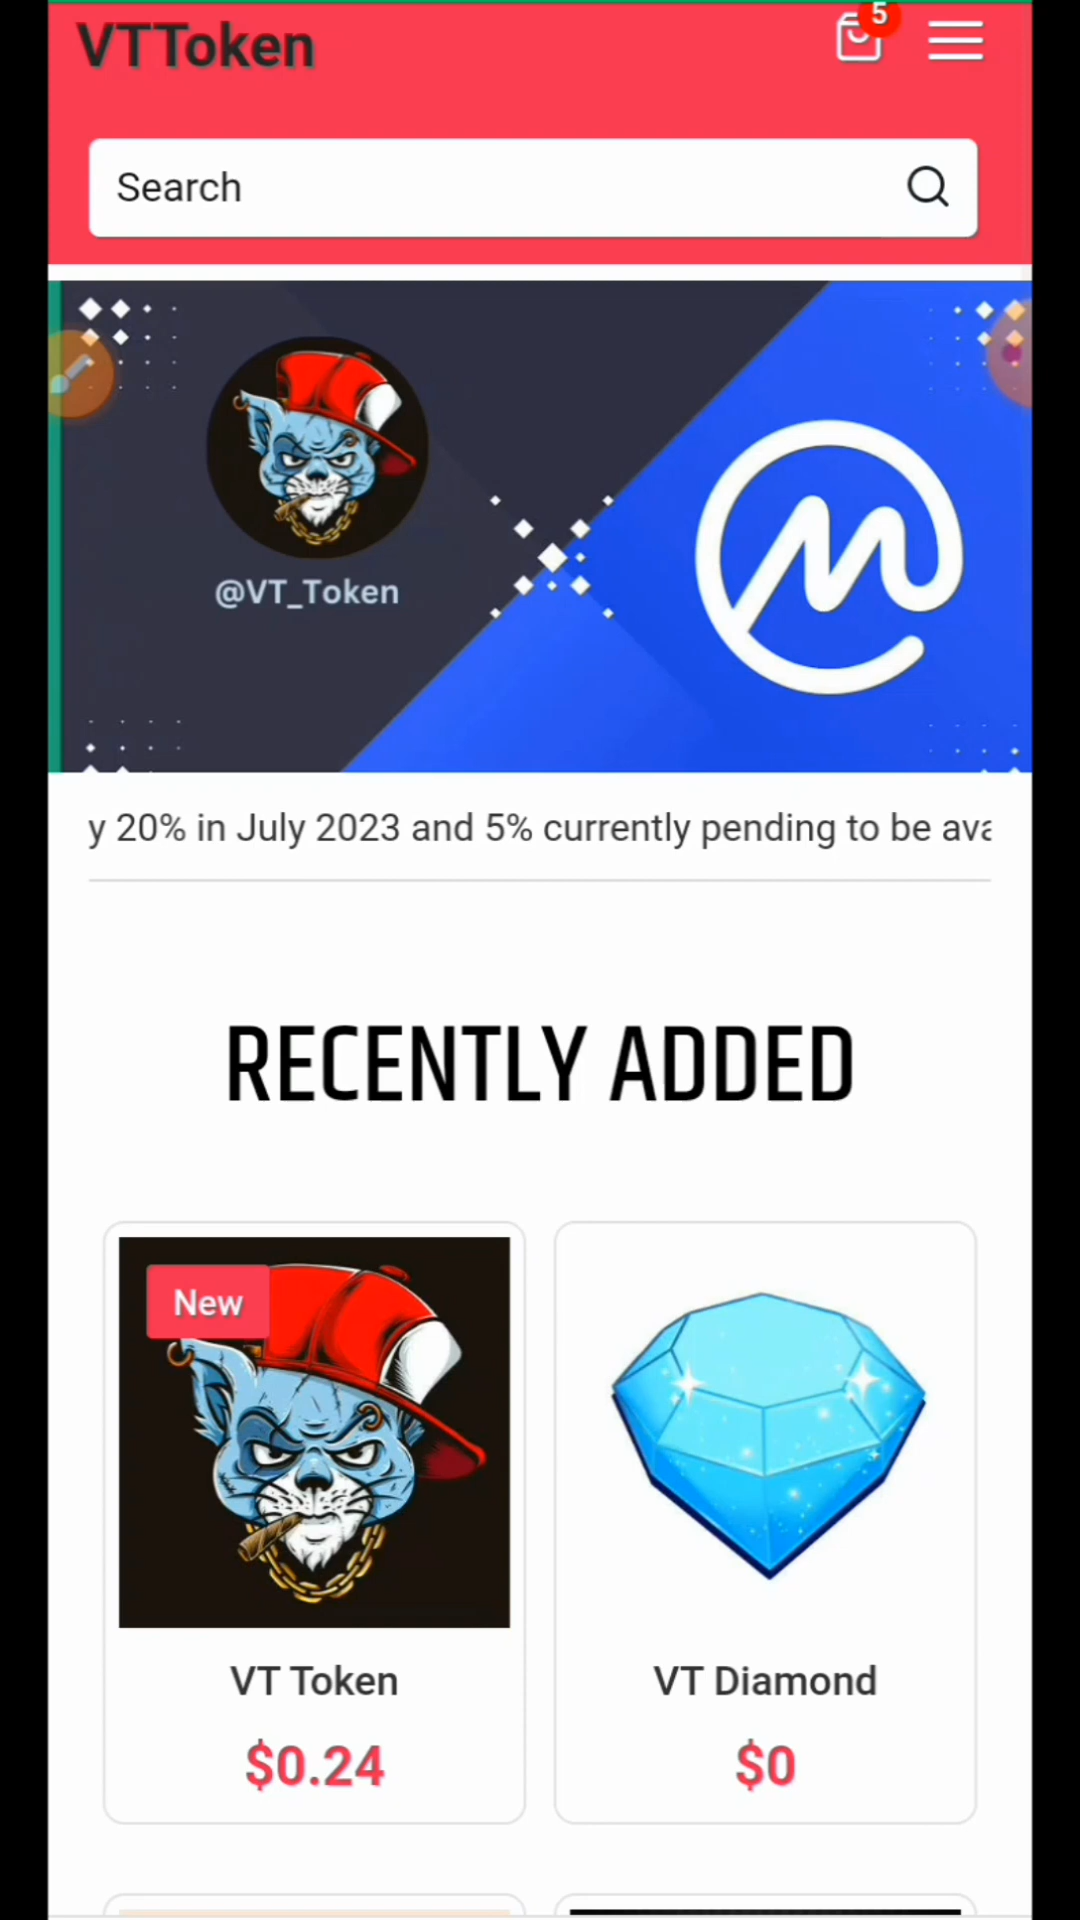 VTToken
5
Search
@VT_Token
y 20% in July 2023 and 5% currently pending to be ava
RECENTLY ADDED
New
VT Token
$0.24
VT Diamond
$0